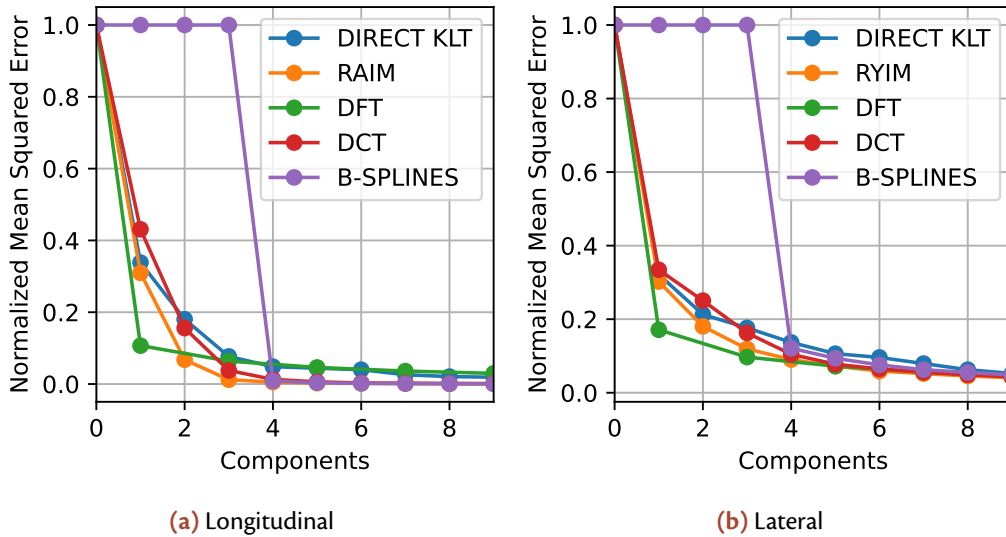 Normalized Mean Squared Error
1.0
0.8
0.6
0.4
0.2
0.0
0 2 4 6 8
Components
DIRECT KLT
RAIM
DFT
DCT
B-SPLINES
(a) Longitudinal
Normalized Mean Squared Error
1.0
0.8
0.6
0.4
0.2
0.0
0 2 4 6 8
Components
DIRECT KLT
RYIM
DFT
DCT
B-SPLINES
(b) Lateral